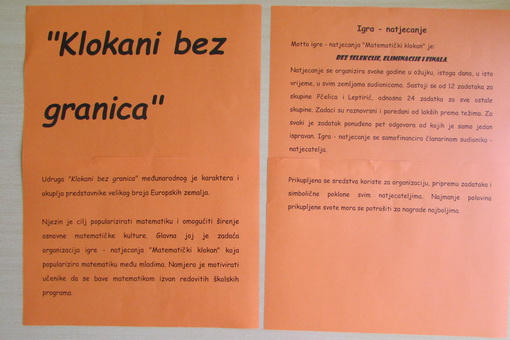 "Klokani bez
granica"
Udruga "Klokani bez granica" međunarodnog je karaktera i
okuplja predstavnike velikog broja Europskih zemalja.
Njezin je cilj popularizirati matematiku i omogućiti širenje
osnovne matematičke kulture. Glavna joj je zadaća
organizacija igre - natjecanja "Matematički klokan" koja
popularizira matematiku među mladima. Namjera je motivirati
učenike da se bave matematikom izvan redovitih školskih
programa.
Igra - natjecanje
Motto igre - natjecanja "Matematički klokan" je:
BEZ SELEKCIJE, ELIMINACIJE I FINALA.
Natjecanje se organizira svake godine u ožujku, istoga dana, u isto
vrijeme, u svim zemljama sudionicama. Sastoji se od 12 zadataka za
skupine Pčelica i Leptirić, odnosno 24 zadatka za sve ostale
skupine. Zadaci su raznovrsni i poredani od lakših prema težima. Za
svaki je zadatak ponuđeno pet odgovora od kojih je samo jedan
ispravan. Igra - natjecanje se samofinancira članarinom sudionika -
natjecatelja.
Prikupljena se sredstva koriste za organizaciju, pripremu zadataka i
simbolične poklone svim natjecateljima. Najmanje polovina
prikupljene svote mora se potrošiti za nagrade najboljima.